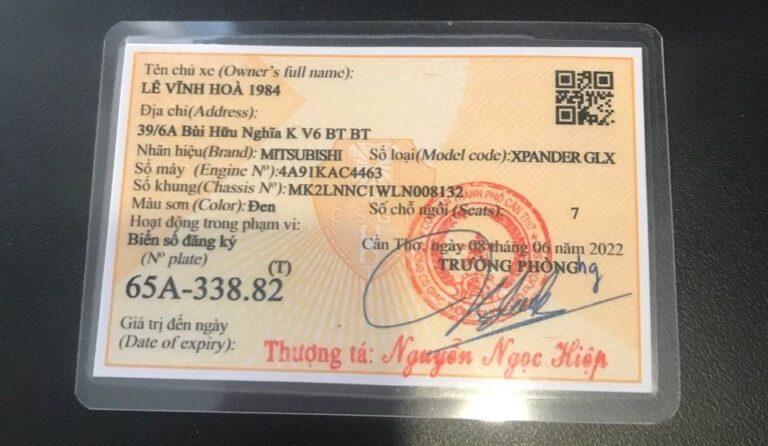 Tên chủ xe (Owner's full name):
LÊ VĨNH HOÀ 1984
Địa chỉ(Address):
39/6A Bùi Hữu Nghĩa K V6 BT BT
Nhãn hiệu(Brand): MITSUBISHI Số loại(Model code):XPANDER GLX
Số máy (Engine Nº):4A91KAC4463
Số khung(Chassis Nº): MK2LNNC1WLN008132
Màu sơn (Color): Đen Số chỗ ngồi (Seats): 7
Hoạt động trong phạm vi:
Biển số đăng ký Cần Thơ, ngày 08 tháng 06 năm 2022
(Nº plate) TRƯỞNG PHÒNG
65A-338.82 (T)
Giá trị đến ngày
(Date of expiry):
Thượng tá: Nguyễn Ngọc Hiệp